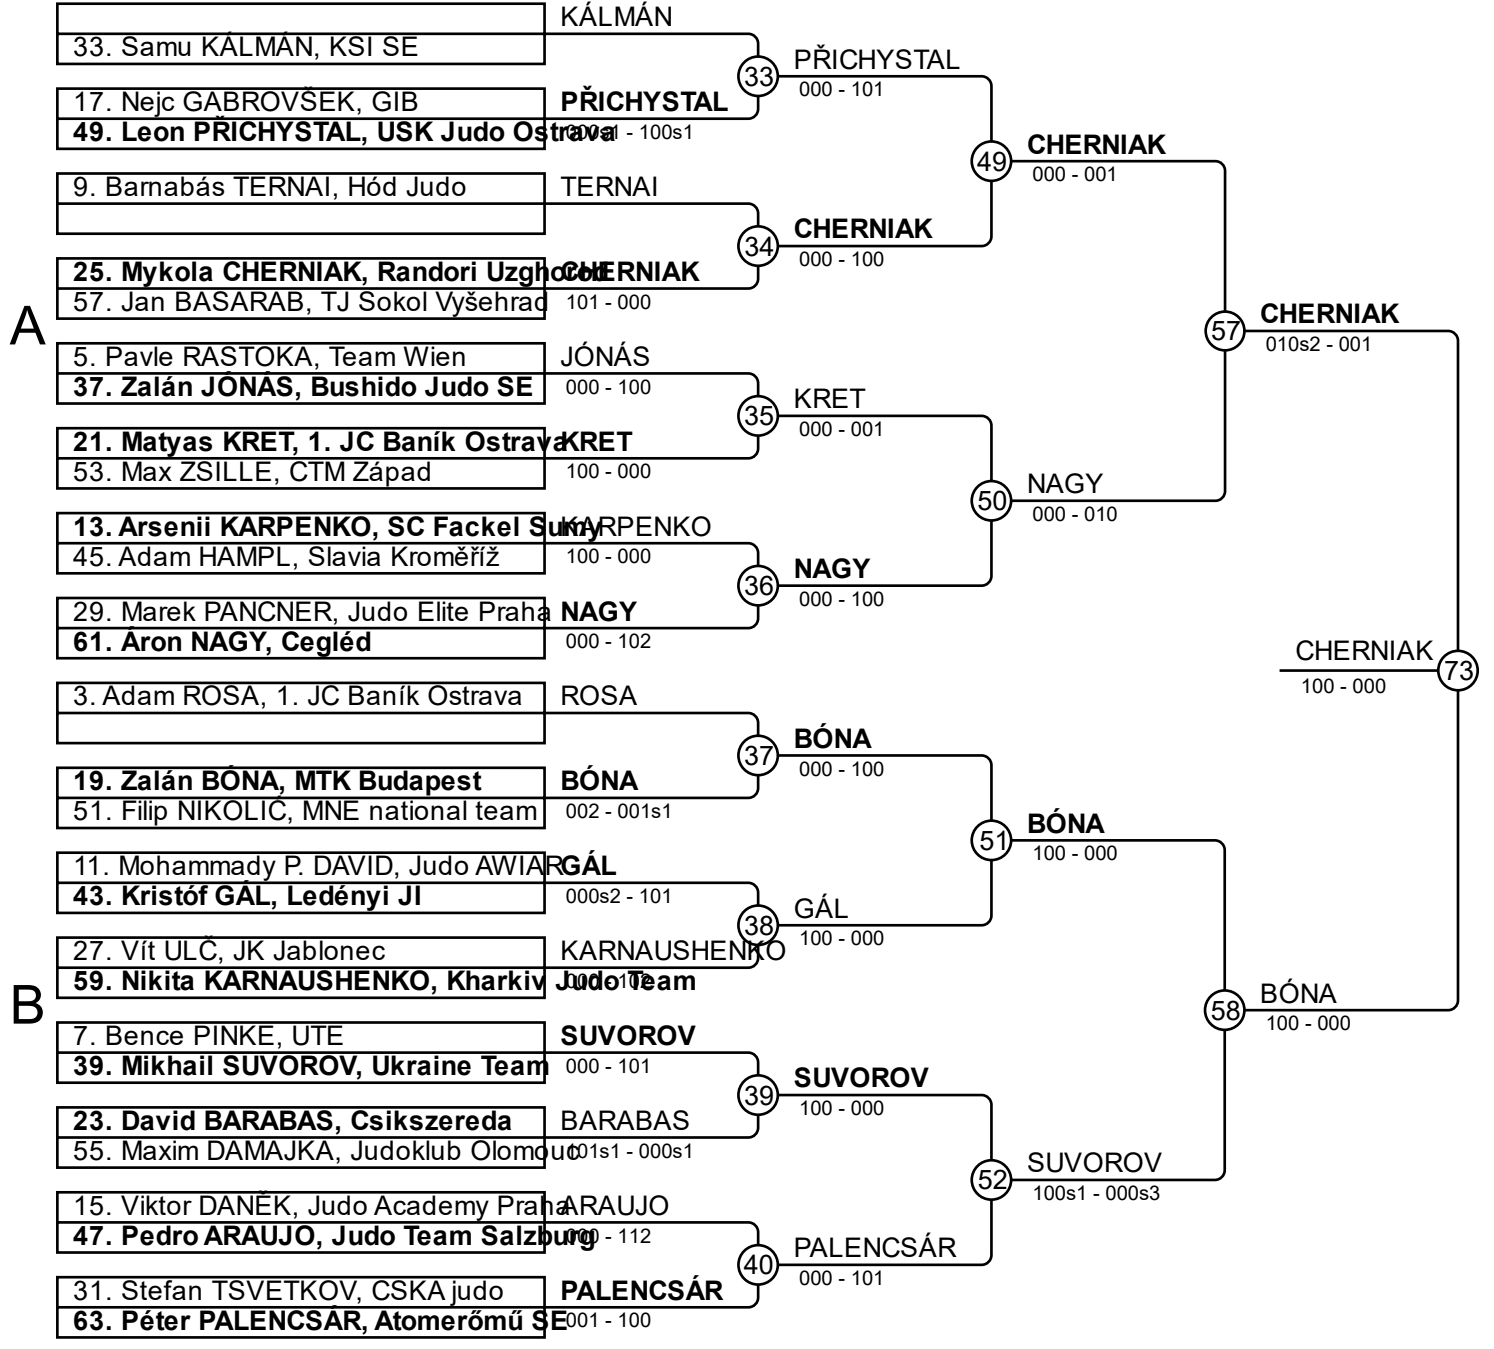 KÁLMÁN
33. Samu KÁLMÁN, KSI SE
33
PŘICHYSTAL
000 - 101
17. Nejc GABROVŠEK, GIB
PŘICHYSTAL
49. Leon PŘICHYSTAL, USK Judo Ostrava
000s1 - 100s1
49
CHERNIAK
000 - 001
9. Barnabás TERNAI, Hód Judo
TERNAI
34
CHERNIAK
000 - 100
25. Mykola CHERNIAK, Randori Uzghorod
CHERNIAK
57. Jan BASARAB, TJ Sokol Vyšehrad
101 - 000
A
57
CHERNIAK
010s2 - 001
5. Pavle RASTOKA, Team Wien
JÓNÁS
37. Zalán JÓNÁS, Bushido Judo SE
000 - 100
35
KRET
000 - 001
21. Matyas KRET, 1. JC Baník Ostrava
KRET
53. Max ZSILLE, CTM Západ
100 - 000
50
NAGY
000 - 010
13. Arsenii KARPENKO, SC Fackel Sumy
KARPENKO
45. Adam HAMPL, Slavia Kroměříž
100 - 000
36
NAGY
000 - 100
29. Marek PANCNER, Judo Elite Praha
NAGY
61. Áron NAGY, Cegléd
000 - 102
CHERNIAK
73
100 - 000
3. Adam ROSA, 1. JC Baník Ostrava
ROSA
37
BÓNA
000 - 100
19. Zalán BÓNA, MTK Budapest
BÓNA
51. Filip NIKOLIĆ, MNE national team
002 - 001s1
51
BÓNA
100 - 000
11. Mohammady P. DAVID, Judo AWIAR
GÁL
43. Kristóf GÁL, Ledényi JI
000s2 - 101
38
GÁL
100 - 000
27. Vít ULČ, JK Jablonec
KARNAUSHENKO
59. Nikita KARNAUSHENKO, Kharkiv Judo Team
000 - 102
B
58
BÓNA
100 - 000
7. Bence PINKE, UTE
SUVOROV
39. Mikhail SUVOROV, Ukraine Team
000 - 101
39
SUVOROV
100 - 000
23. David BARABAS, Csikszereda
BARABAS
55. Maxim DAMAJKA, Judoklub Olomouc
101s1 - 000s1
52
SUVOROV
100s1 - 000s3
15. Viktor DANĚK, Judo Academy Praha
ARAUJO
47. Pedro ARAUJO, Judo Team Salzburg
000 - 112
40
PALENCSÁR
000 - 101
31. Stefan TSVETKOV, CSKA judo
PALENCSÁR
63. Péter PALENCSÁR, Atomerőmű SE
001 - 100